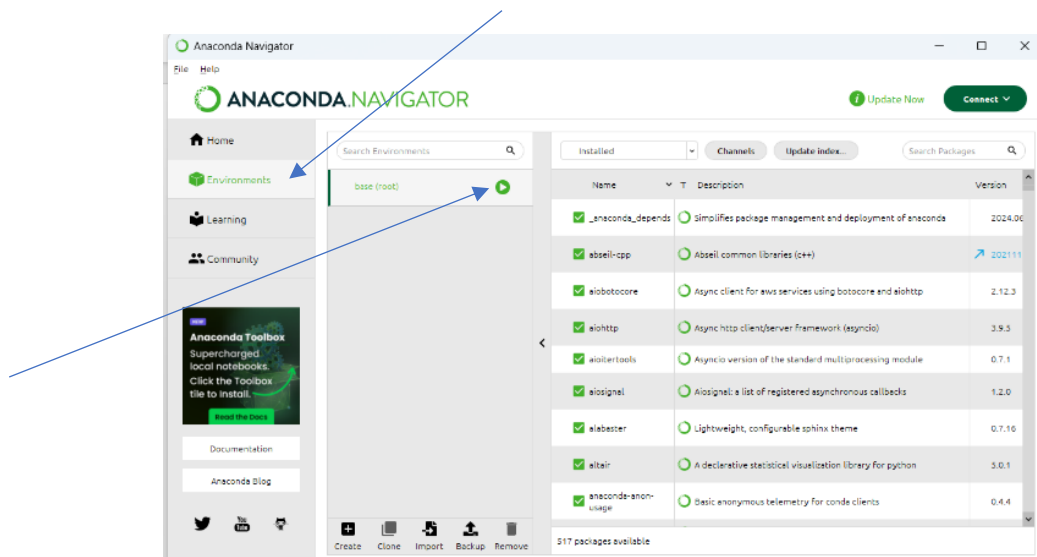 Anaconda Navigator
File Help
ANACONDA.NAVIGATOR
i Update Now
Connect
Home
Environments
Learning
Community
NEW
Anaconda Toolbox
Supercharged
local notebooks.
Click the Toolbox
tile to install.
Read the Docs
Documentation
Anaconda Blog
You
Tube
Search Environments
base (root)
Create Clone Import Backup Remove
Installed
Channels
Update index...
Search Packages
Name T Description Version
_anaconda_depends Simplifies package management and deployment of anaconda 2024.06
abseil-cpp Abseil common libraries (c++) 202111
aiobotocore Async client for aws services using botocore and aiohttp 2.12.3
aiohttp Async http client/server framework (asyncio) 3.9.5
aioitertools Asyncio version of the standard multiprocessing module 0.7.1
aiosignal Aiosignal: a list of registered asynchronous callbacks 1.2.0
alabaster Lightweight, configurable sphinx theme 0.7.16
altair A declarative statistical visualization library for python 5.0.1
anaconda-anon-
usage Basic anonymous telemetry for conda clients 0.4.4
517 packages available